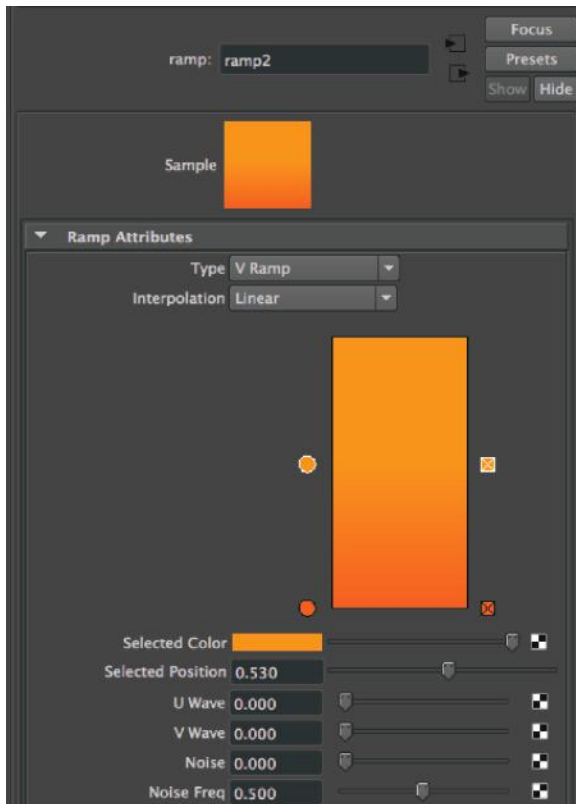 Focus
ramp: ramp2
Presets
Show Hide
Sample
Ramp Attributes
Type V Ramp
Interpolation Linear
Selected Color
Selected Position 0.530
U Wave 0.000
V Wave 0.000
Noise 0.000
Noise Freq 0.500